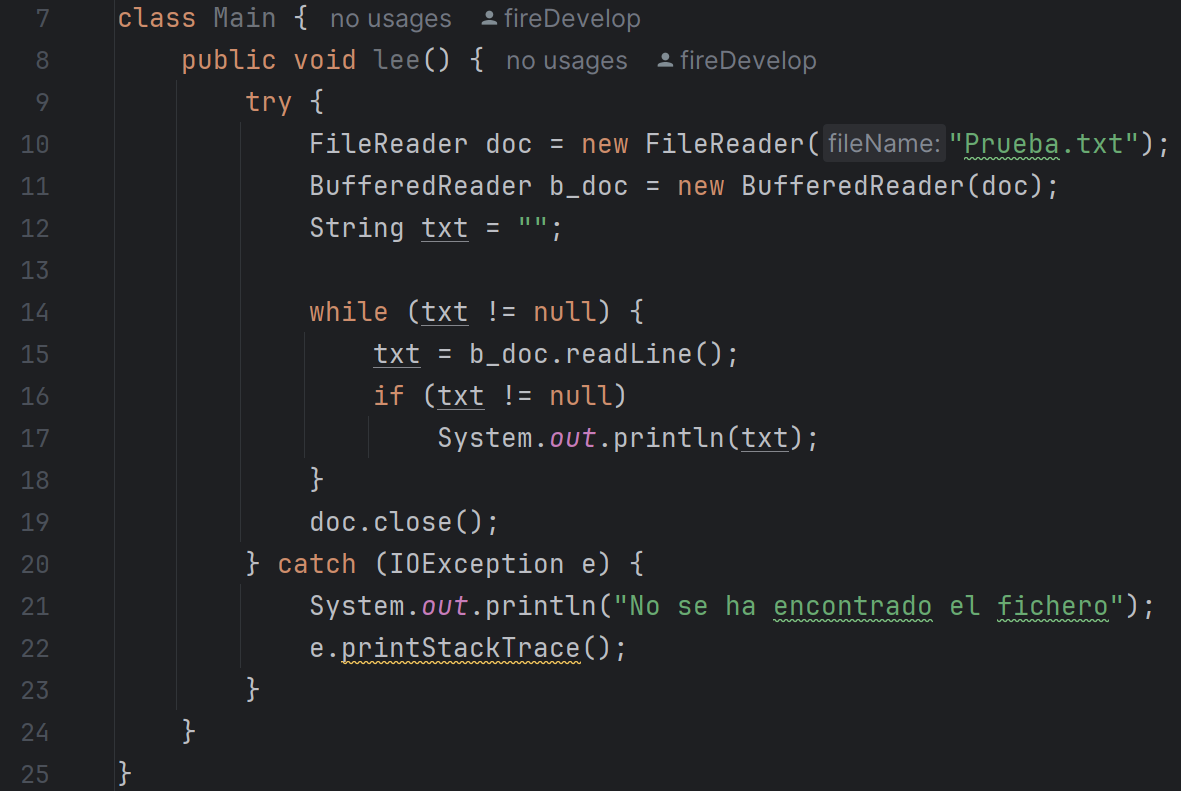 7 class Main { no usages fireDevelop
8 public void lee() { no usages fireDevelop
9 try {
10 FileReader doc = new FileReader( fileName: "Prueba.txt");
11 BufferedReader b_doc = new BufferedReader(doc);
12 String txt = "";
13
14 while (txt != null) {
15 txt = b_doc.readLine();
16 if (txt != null)
17 System.out.println(txt);
18 }
19 doc.close();
20 } catch (IOException e) {
21 System.out.println("No se ha encontrado el fichero");
22 e.printStackTrace();
23 }
24 }
25 }